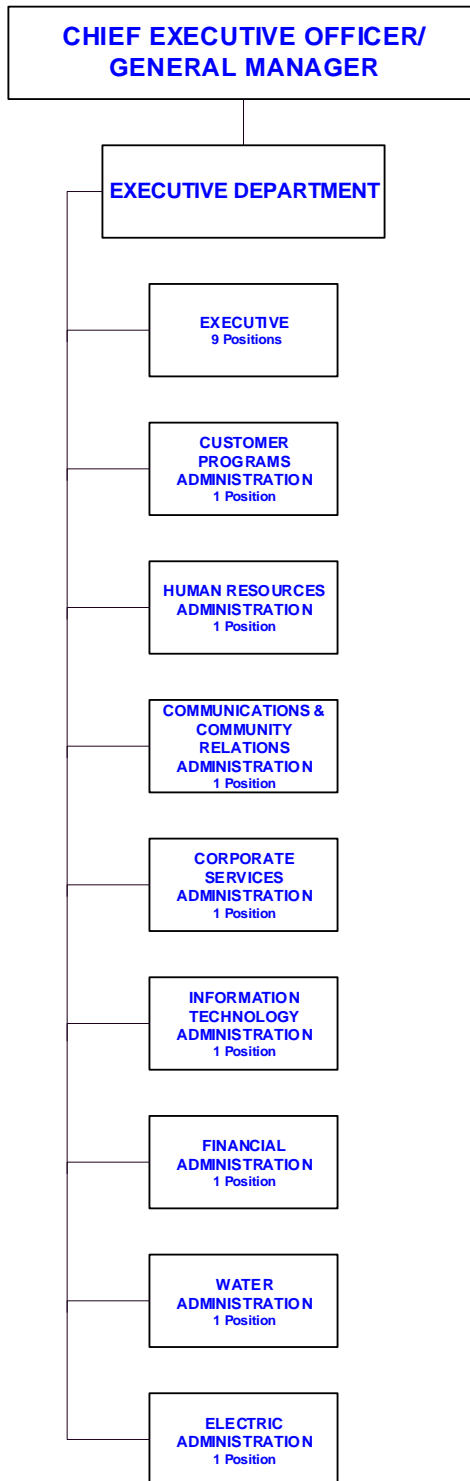 CHIEF EXECUTIVE OFFICER/
GENERAL MANAGER
EXECUTIVE DEPARTMENT
EXECUTIVE
9 Positions
CUSTOMER
PROGRAMS
ADMINISTRATION
1 Position
HUMAN RESOURCES
ADMINISTRATION
1 Position
COMMUNICATIONS &
COMMUNITY
RELATIONS
ADMINISTRATION
1 Position
CORPORATE
SERVICES
ADMINISTRATION
1 Position
INFORMATION
TECHNOLOGY
ADMINISTRATION
1 Position
FINANCIAL
ADMINISTRATION
1 Position
WATER
ADMINISTRATION
1 Position
ELECTRIC
ADMINISTRATION
1 Position